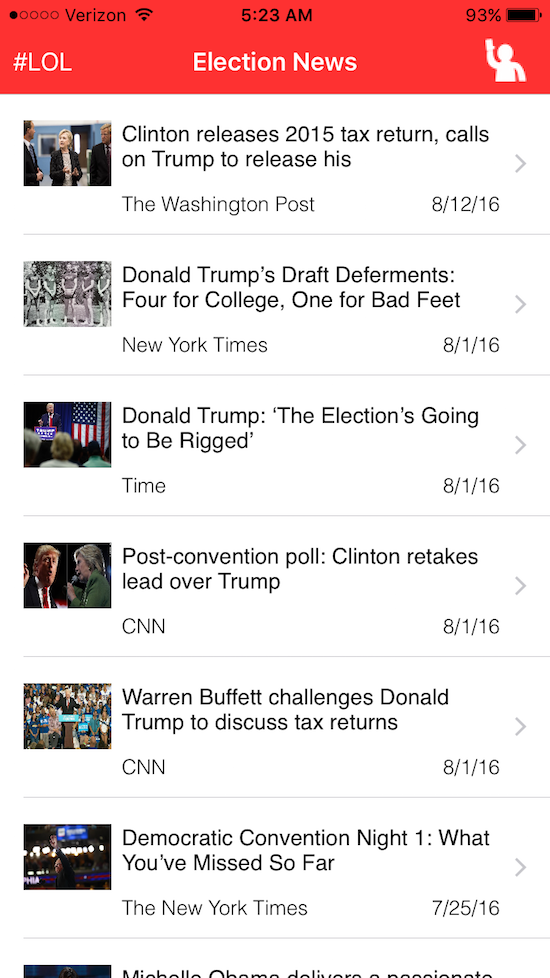 Verizon 5:23 AM 93%
#LOL Election News
Clinton releases 2015 tax return, calls
on Trump to release his
The Washington Post 8/12/16
Donald Trump’s Draft Deferments:
Four for College, One for Bad Feet
New York Times 8/1/16
Donald Trump: ‘The Election’s Going
to Be Rigged’
Time 8/1/16
Post-convention poll: Clinton retakes
lead over Trump
CNN 8/1/16
Warren Buffett challenges Donald
Trump to discuss tax returns
CNN 8/1/16
Democratic Convention Night 1: What
You’ve Missed So Far
The New York Times 7/25/16
Michelle Obama delivers a passionate